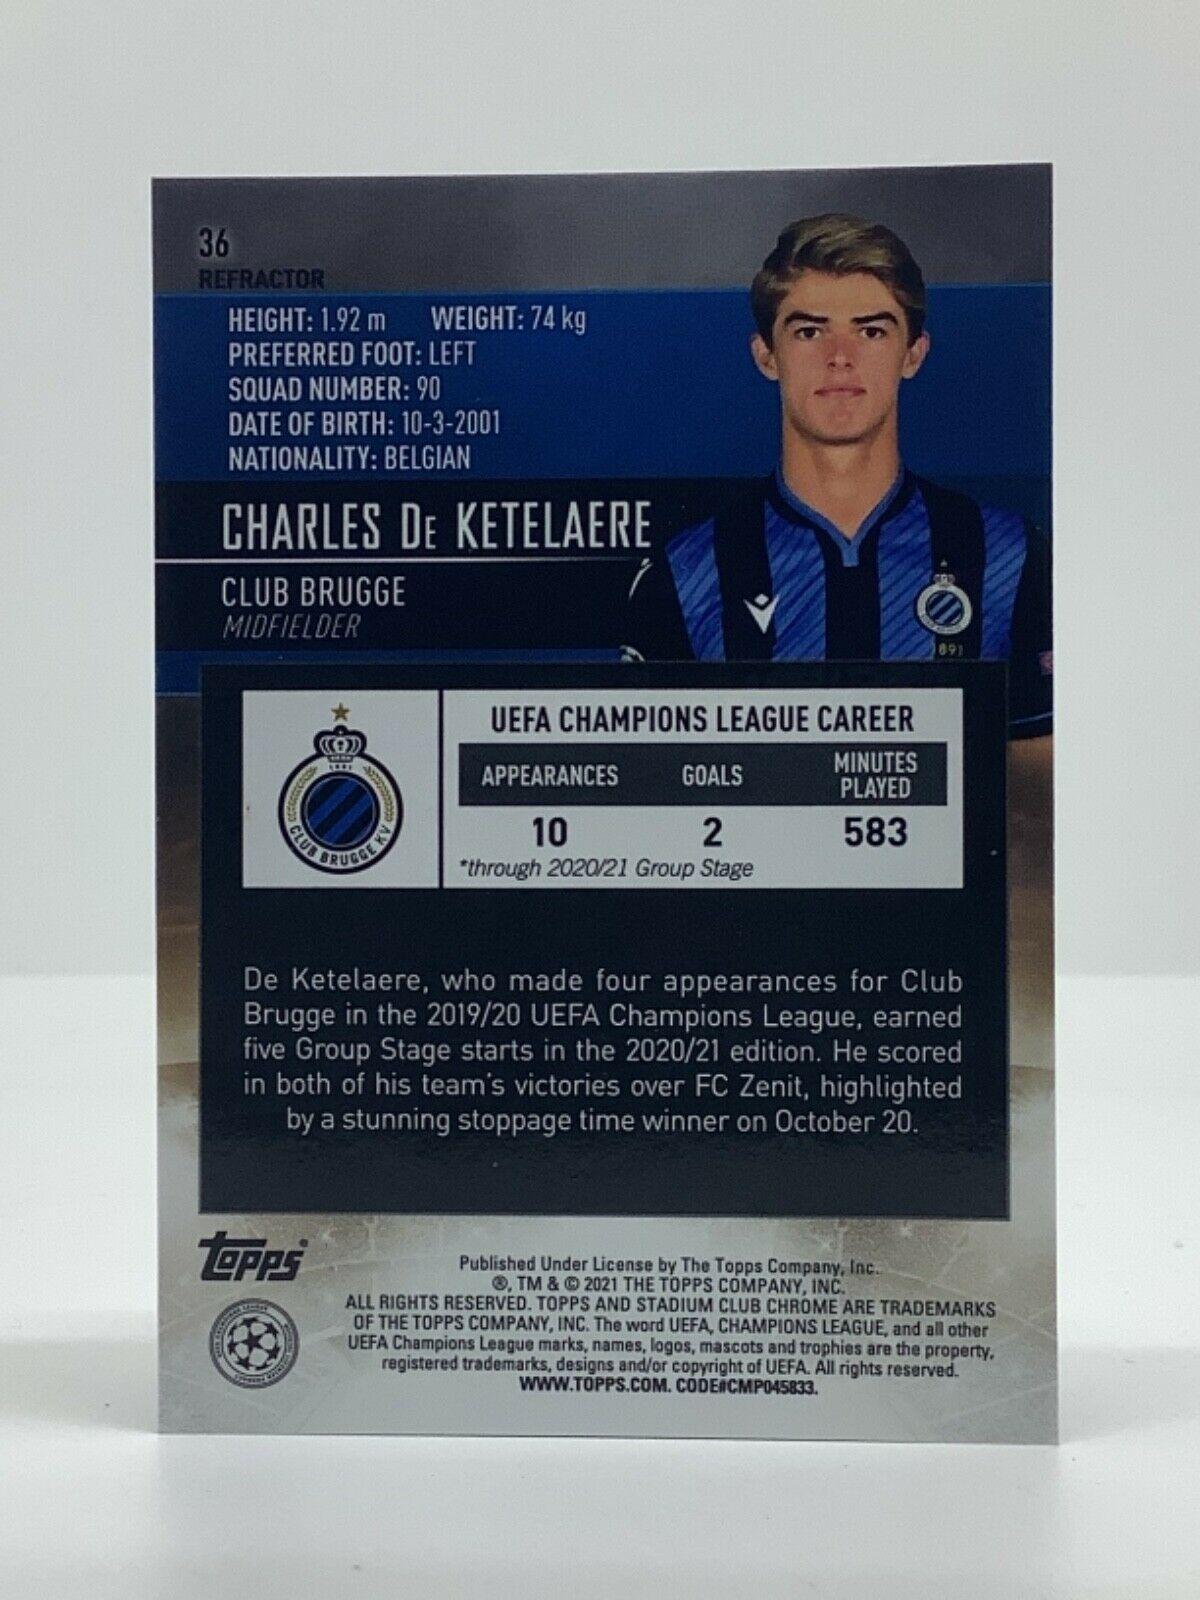 36
REFRACTOR
HEIGHT: 1.92 m WEIGHT: 74 kg
PREFERRED FOOT: LEFT
SQUAD NUMBER: 90
DATE OF BIRTH: 10-3-2001
NATIONALITY: BELGIAN
CHARLES DE KETELAERE
CLUB BRUGGE
MIDFIELDER
1891
CLUB BRUGGE KV
UEFA CHAMPIONS LEAGUE CAREER
APPEARANCES GOALS MINUTES PLAYED
10 2 583
*through 2020/21 Group Stage
De Ketelaere, who made four appearances for Club
Brugge in the 2019/20 UEFA Champions League, earned
five Group Stage starts in the 2020/21 edition. He scored
in both of his team's victories over FC Zenit, highlighted
by a stunning stoppage time winner on October 20.
Topps®
Published Under License by The Topps Company, Inc.
®, TM & © 2021 THE TOPPS COMPANY, INC.
ALL RIGHTS RESERVED. TOPPS AND STADIUM CLUB CHROME ARE TRADEMARKS
OF THE TOPPS COMPANY, INC. The word UEFA, CHAMPIONS LEAGUE, and all other
UEFA Champions League marks, names, logos, mascots and trophies are the property,
registered trademarks, designs and/or copyright of UEFA. All rights reserved.
WWW.TOPPS.COM. CODE#CMP045833.